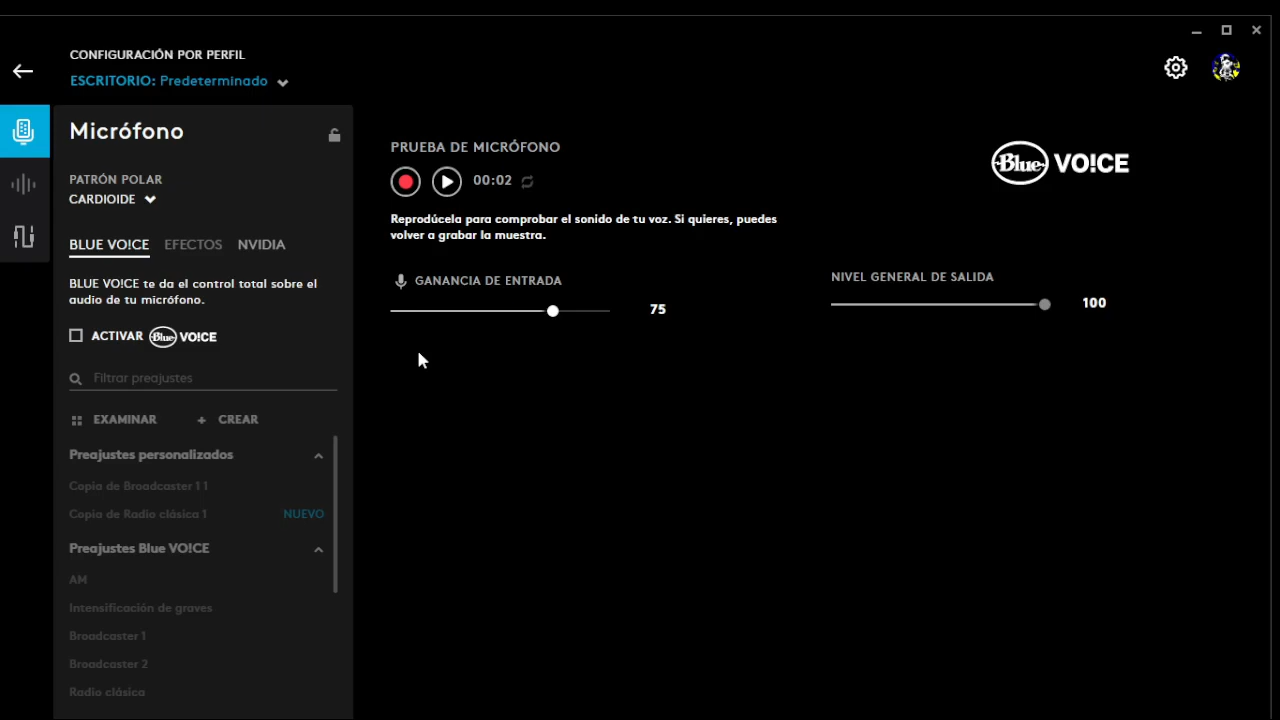 CONFIGURACIÓN POR PERFIL
ESCRITORIO: Predeterminado
Micrófono
PATRÓN POLAR
CARDIOIDE
BLUE VO!CE EFECTOS NVIDIA
BLUE VO!CE te da el control total sobre el
audio de tu micrófono.
ACTIVAR Blue VO!CE
Filtrar preajustes
EXAMINAR + CREAR
Preajustes personalizados
Copia de Broadcaster 1 1
Copia de Radio clásica 1 NUEVO
Preajustes Blue VO!CE
AM
Intensificación de graves
Broadcaster 1
Broadcaster 2
Radio clásica
PRUEBA DE MICRÓFONO
00:02
Reprodúcela para comprobar el sonido de tu voz. Si quieres, puedes
volver a grabar la muestra.
GANANCIA DE ENTRADA
75
Blue VO!CE
NIVEL GENERAL DE SALIDA
100